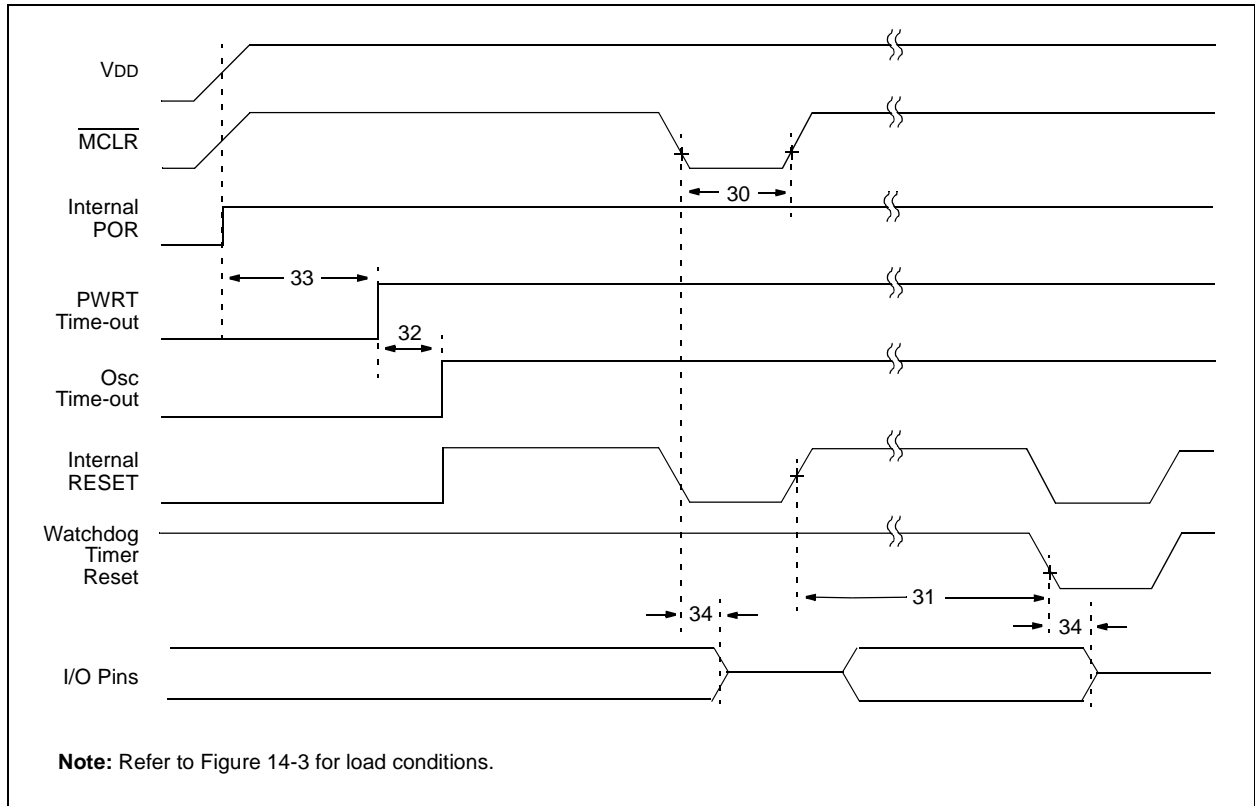 VDD
MCLR
30
Internal
POR
33
PWRT
Time-out
32
Osc
Time-out
Internal
RESET
Watchdog
Timer
Reset
31
34
34
I/O Pins
Note: Refer to Figure 14-3 for load conditions.